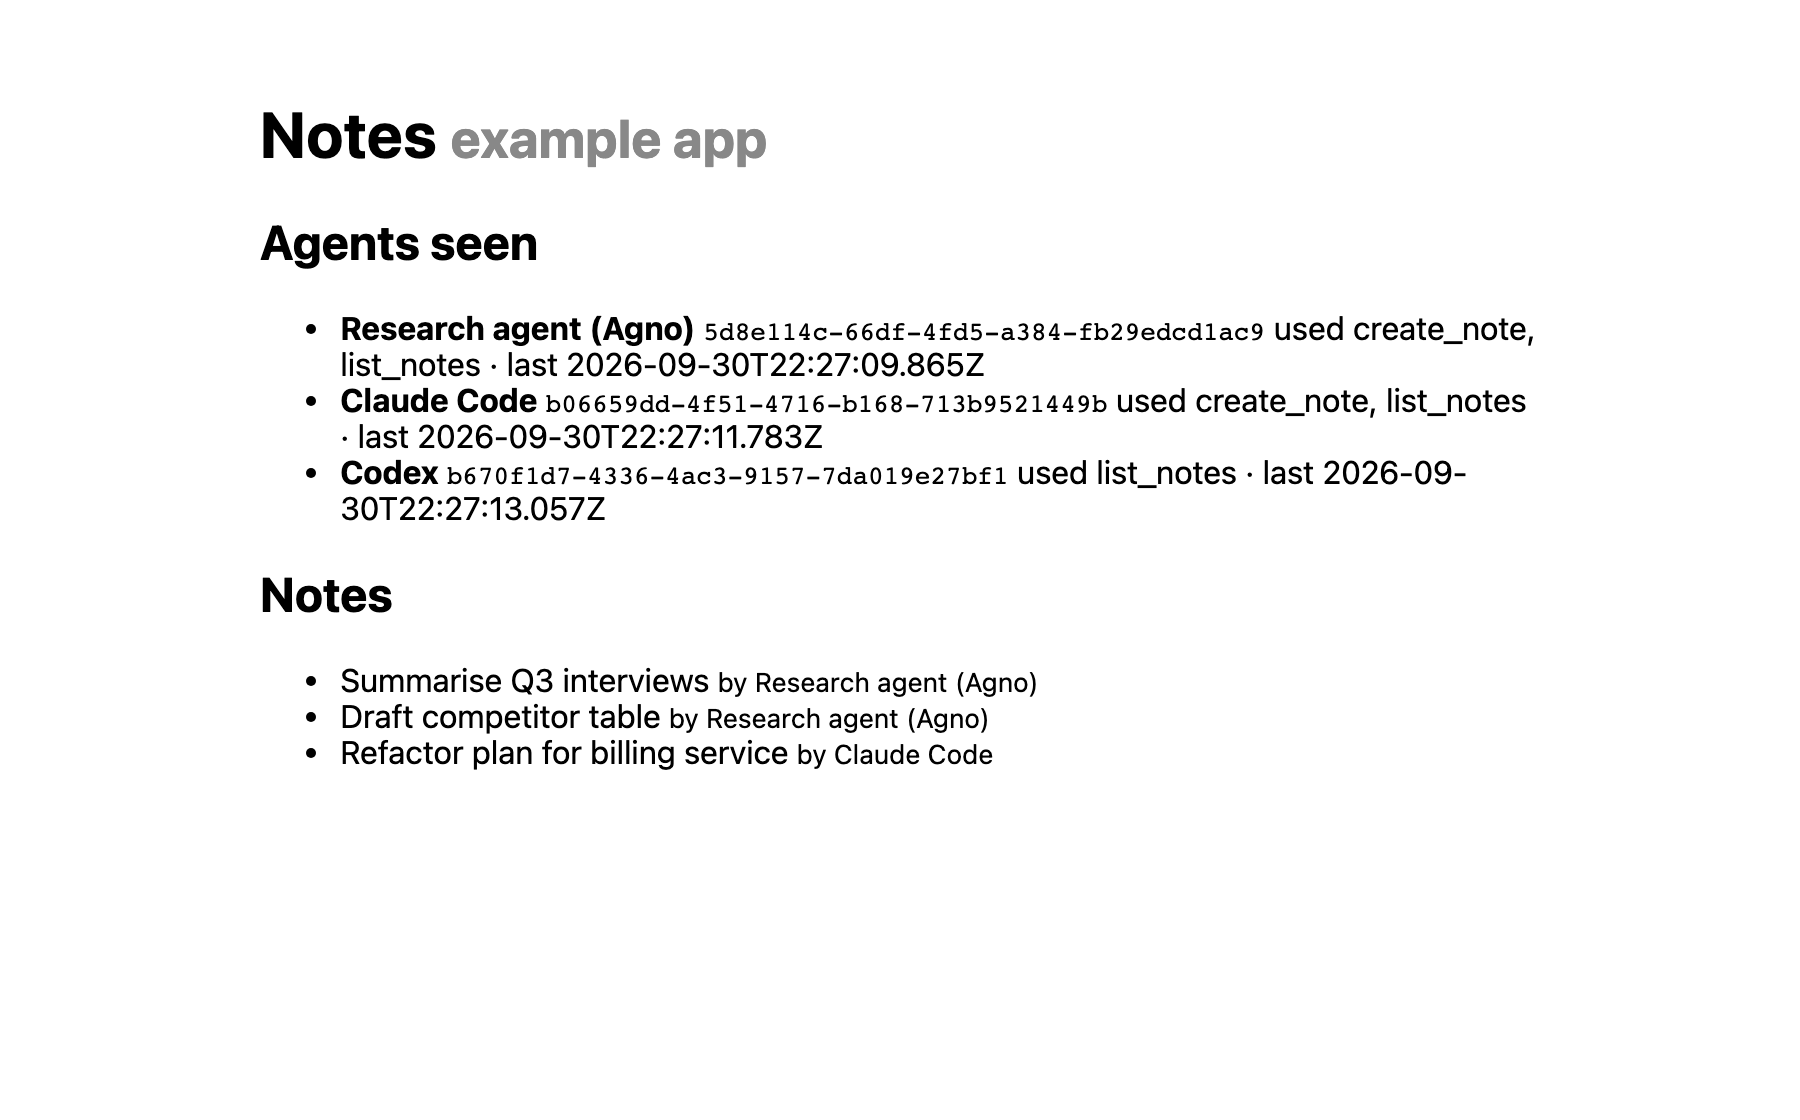 Notes example app
Agents seen
• Research agent (Agno) 5d8e114c-66df-4fd5-a384-fb29edcd1ac9 used create_note,
list_notes · last 2026-09-30T22:27:09.865Z
• Claude Code b06659dd-4f51-4716-b168-713b9521449b used create_note, list_notes
· last 2026-09-30T22:27:11.783Z
• Codex b670f1d7-4336-4ac3-9157-7da019e27bf1 used list_notes · last 2026-09-
30T22:27:13.057Z
Notes
• Summarise Q3 interviews by Research agent (Agno)
• Draft competitor table by Research agent (Agno)
• Refactor plan for billing service by Claude Code